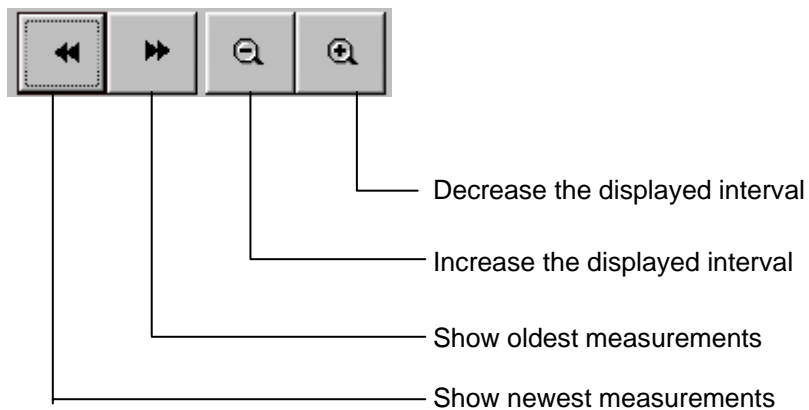 Decrease the displayed interval
Increase the displayed interval
Show oldest measurements
Show newest measurements